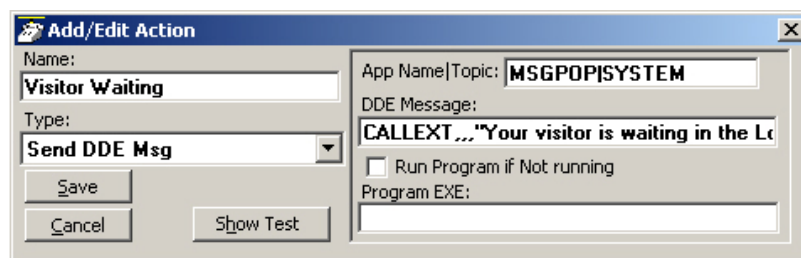 Add/Edit Action
Name:
Visitor Waiting
Type:
Send DDE Msg
Save
Cancel
Show Test
App Name|Topic: MSGPOP|SYSTEM
DDE Message:
CALLEXT,,,"Your visitor is waiting in the
Run Program if Not running
Program EXE: